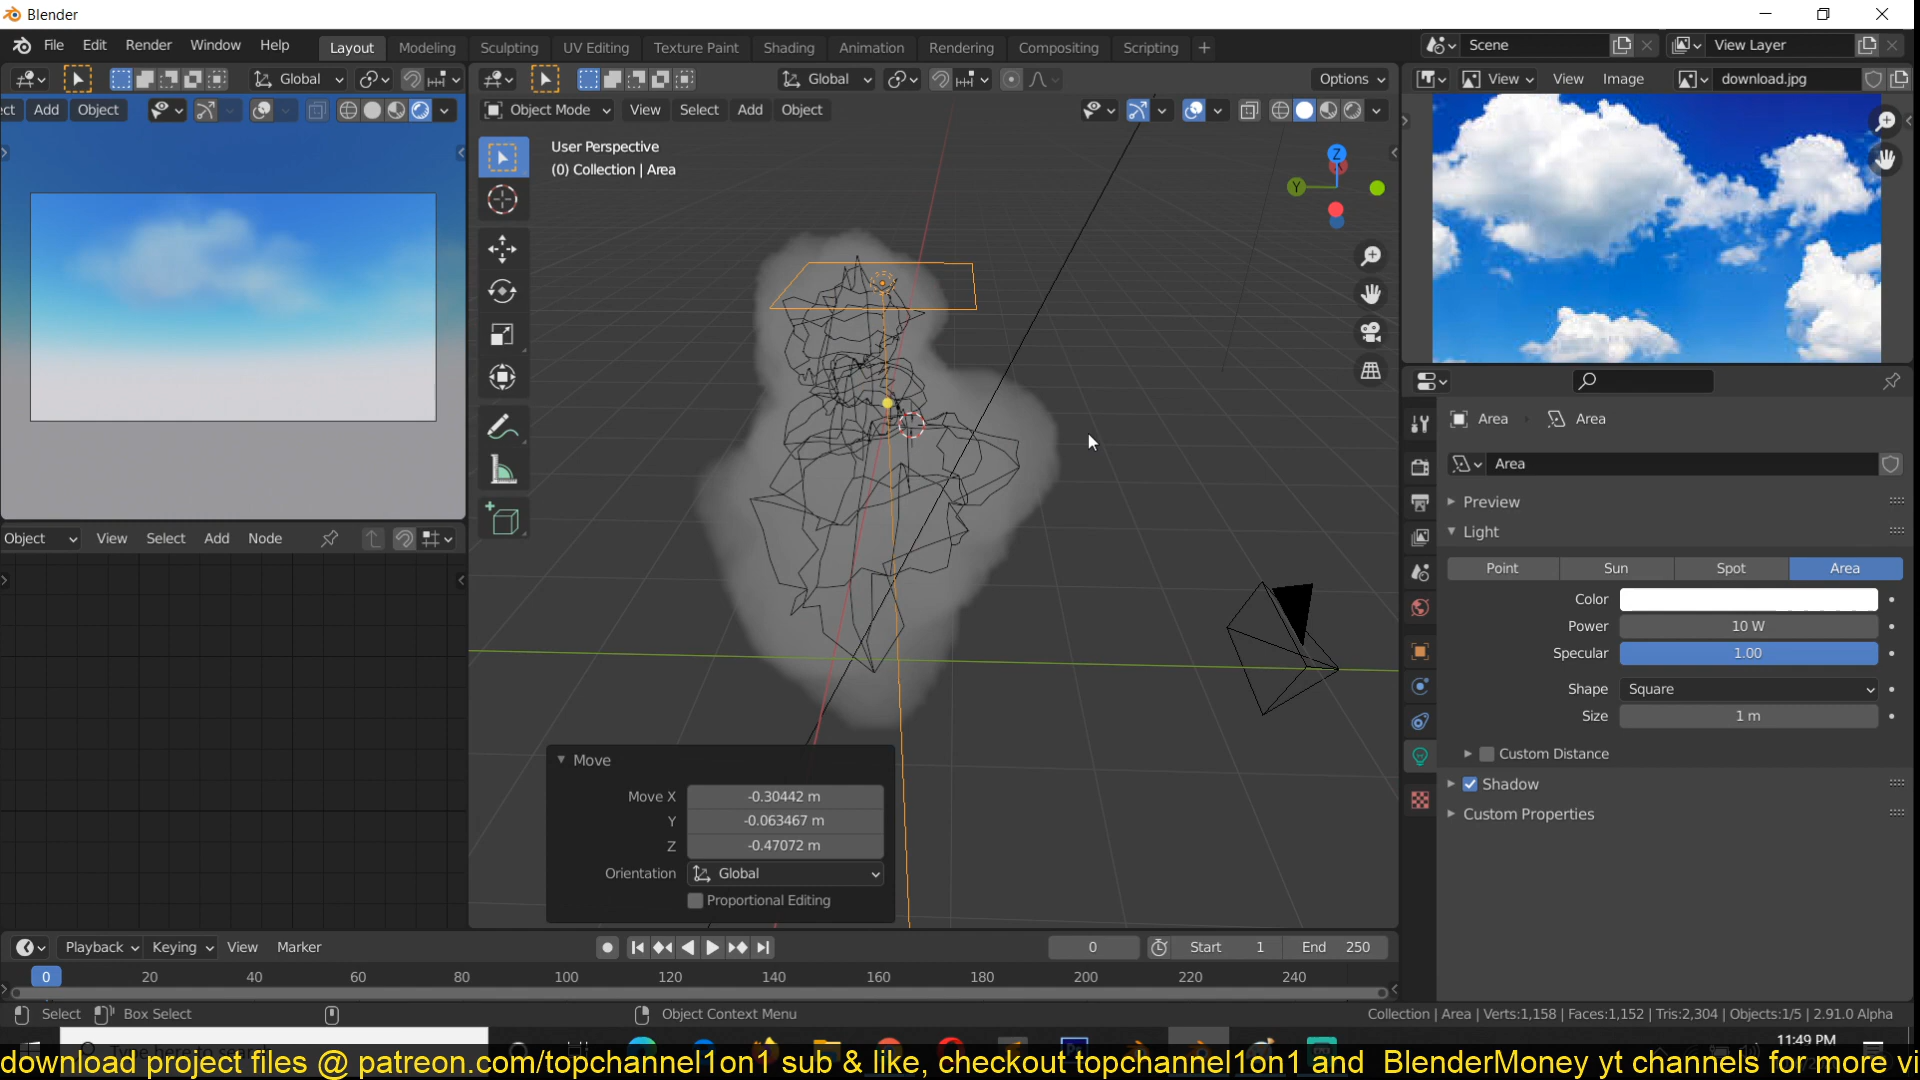 Blender
File Edit Render Window Help Layout Modeling Sculpting UV Editing Texture Paint Shading Animation Rendering Compositing Scripting Scene View Layer
Global Global Options View View Image download.jpg
ct Add Object Object Mode View Select Add Object
User Perspective
(0) Collection | Area
Z
Y
Object View Select Add Node
Area Area
Area
Preview
Light
Point Sun Spot Area
Color
Power 10 W
Specular 1.00
Shape Square
Size 1 m
Custom Distance
Shadow
Custom Properties
Move
Move X -0.30442 m
Y -0.063467 m
Z -0.47072 m
Orientation Global
Proportional Editing
Playback Keying View Marker 0 Start 1 End 250
0 20 40 60 80 100 120 140 160 180 200 220 240
Select Box Select Object Context Menu Collection | Area | Verts:1,158 | Faces:1,152 | Tris:2,304 | Objects:1/5 | 2.91.0 Alpha
11:49 PM
download project files @ patreon.com/topchannel1on1 sub & like, checkout topchannel1on1 and BlenderMoney yt channels for more vi